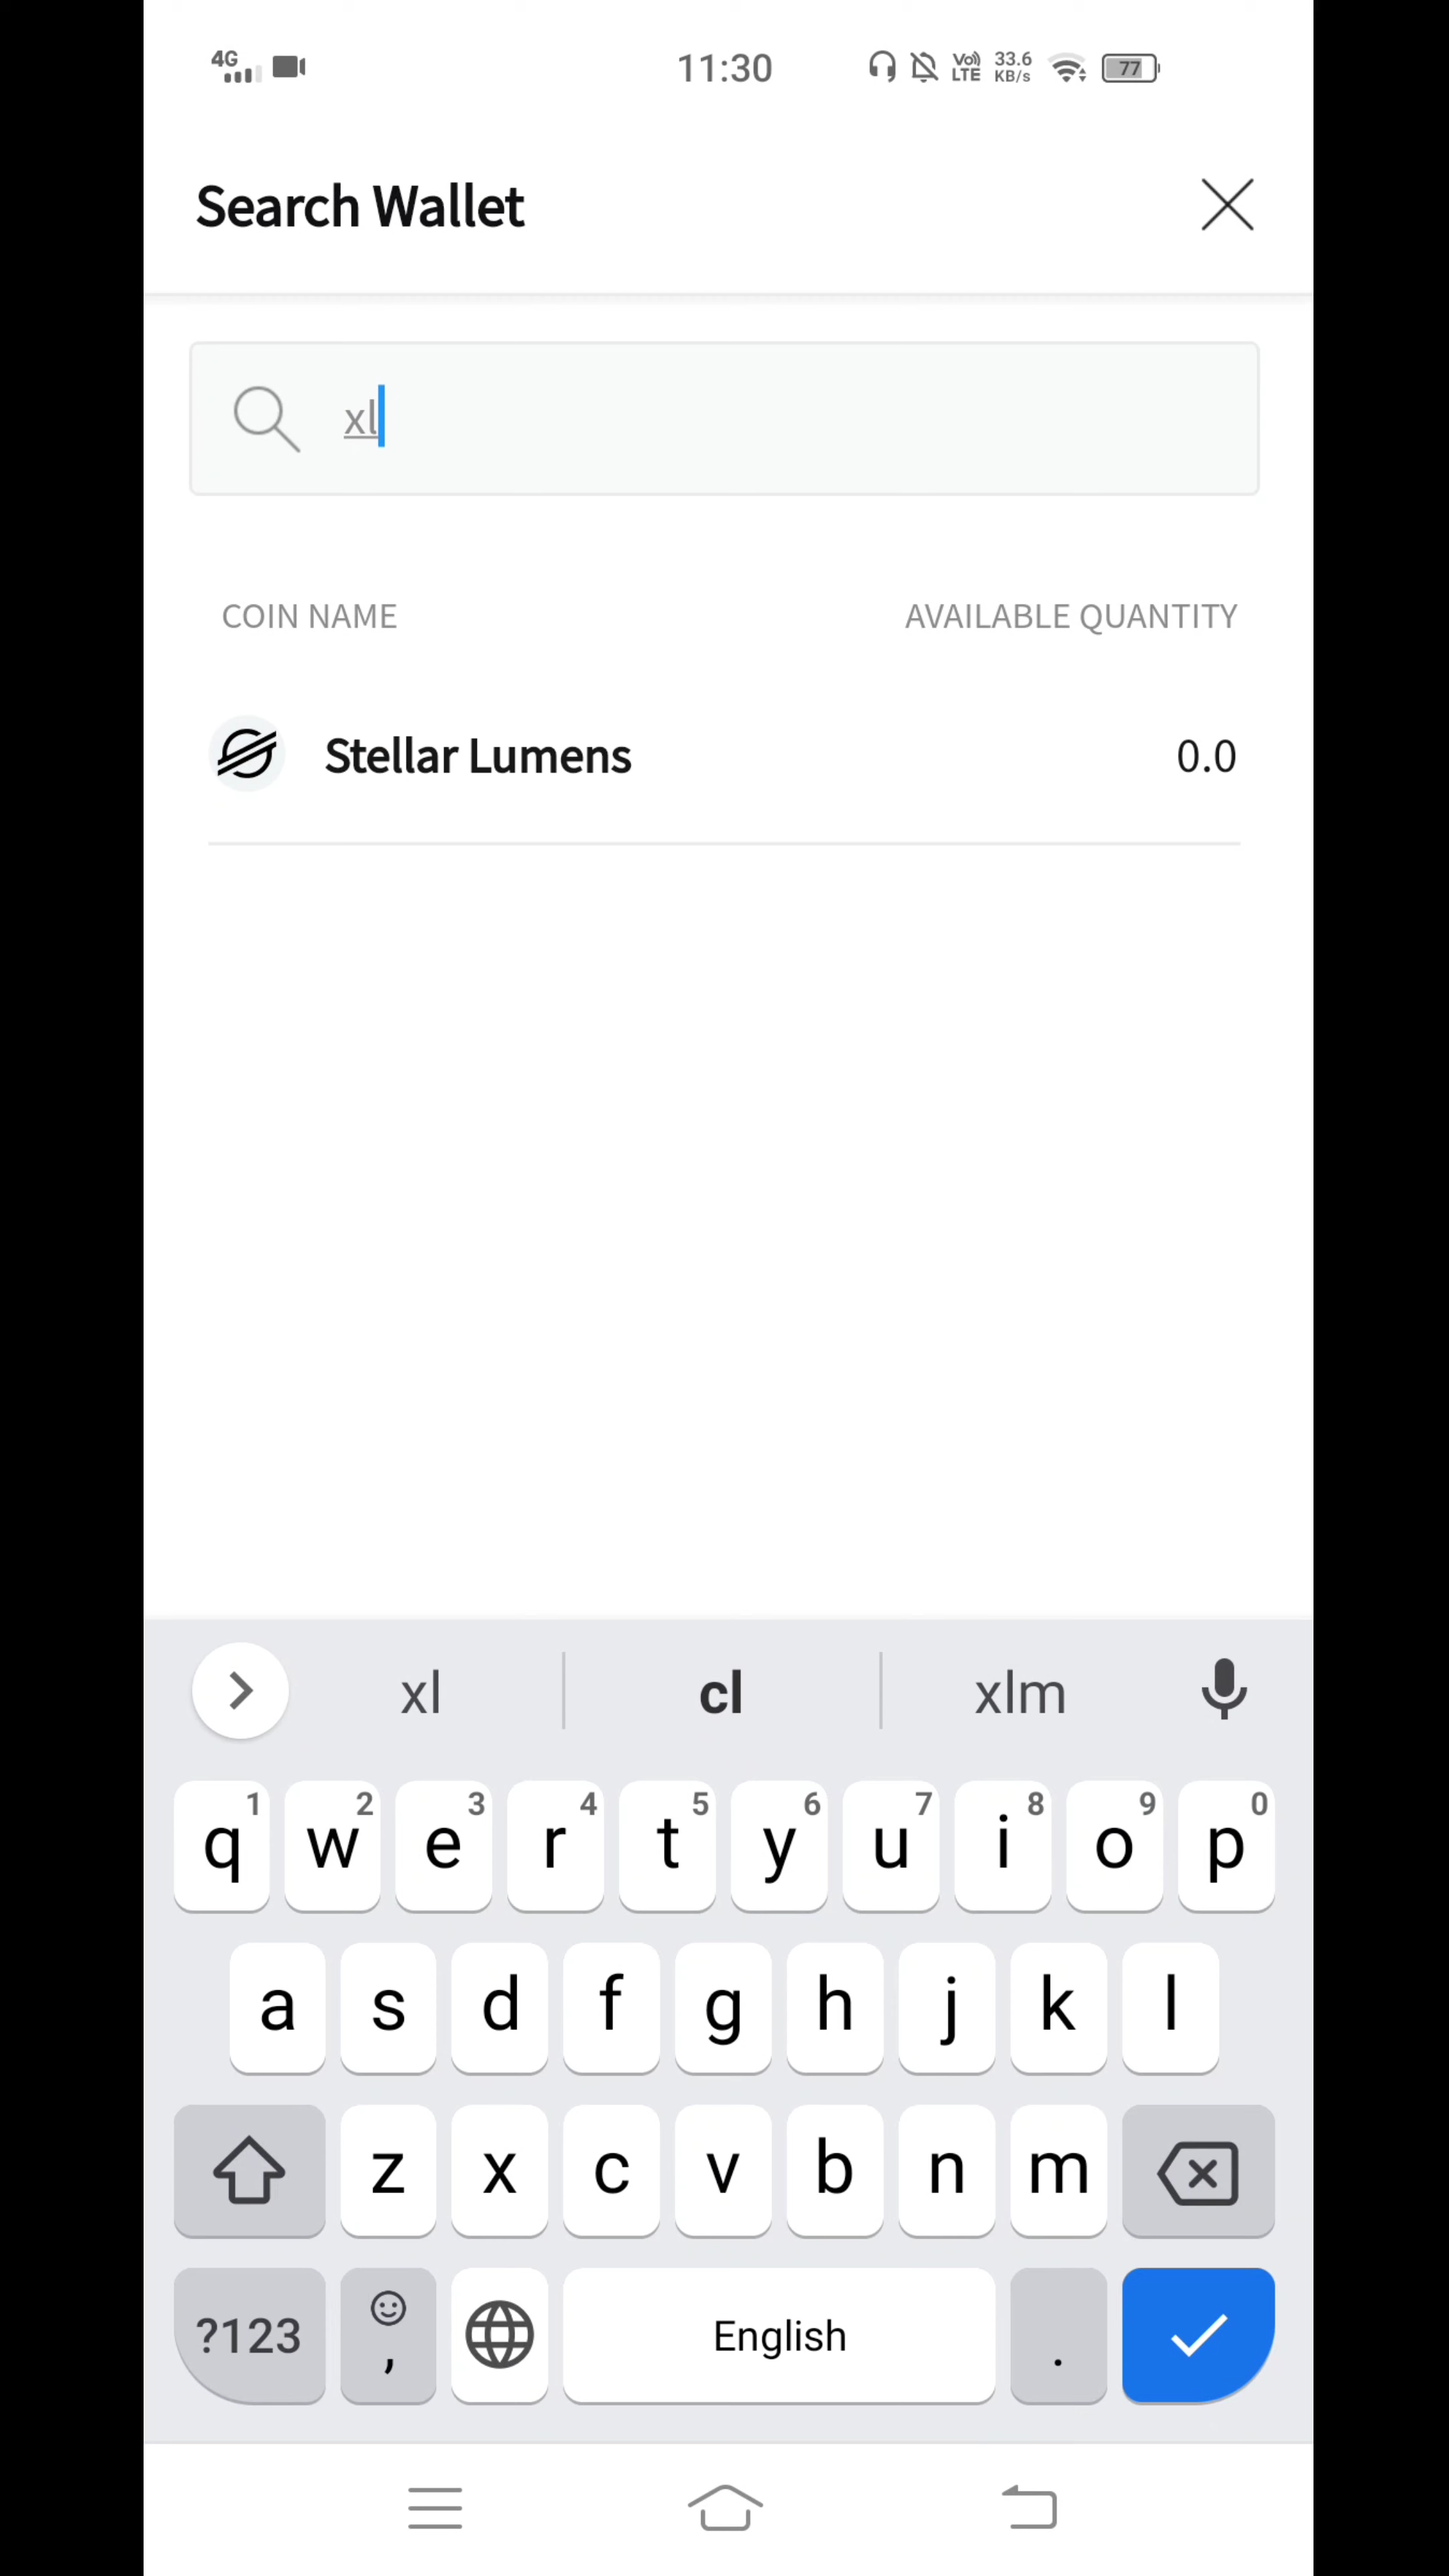 4G 11:30 Vo) LTE 33.6 KB/s 77
Search Wallet
xl
COIN NAME AVAILABLE QUANTITY
Stellar Lumens 0.0
xl cl xlm
1 2 3 4 5 6 7 8 9 0
q w e r t y u i o p
a s d f g h j k l
z x c v b n m
?123 , English .